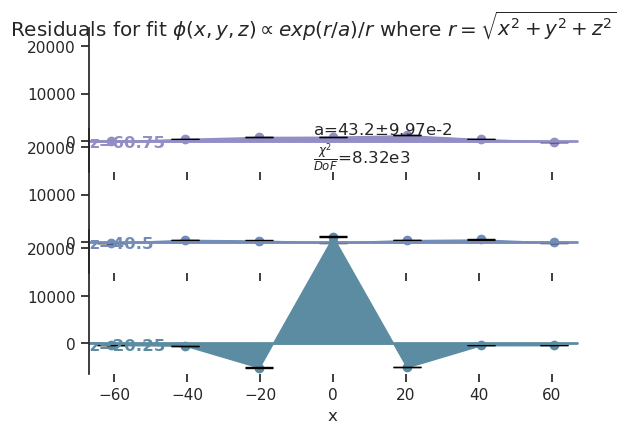 Residuals for fit ϕ(x, y, z) ∝ exp(r/a)/r where r = √x² + y² + z²
20000
10000
0
z=60.75
a=43.2±9.97e-2
χ²/DoF=8.32e3
20000
10000
0
z=40.5
20000
10000
0
z=20.25
−60 −40 −20 0 20 40 60
x